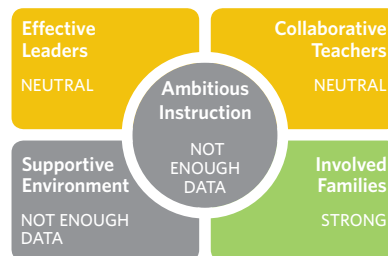 Effective
Leaders
NEUTRAL
Collaborative
Teachers
NEUTRAL
Ambitious
Instruction
NOT
ENOUGH
DATA
Supportive
Environment
NOT ENOUGH
DATA
Involved
Families
STRONG